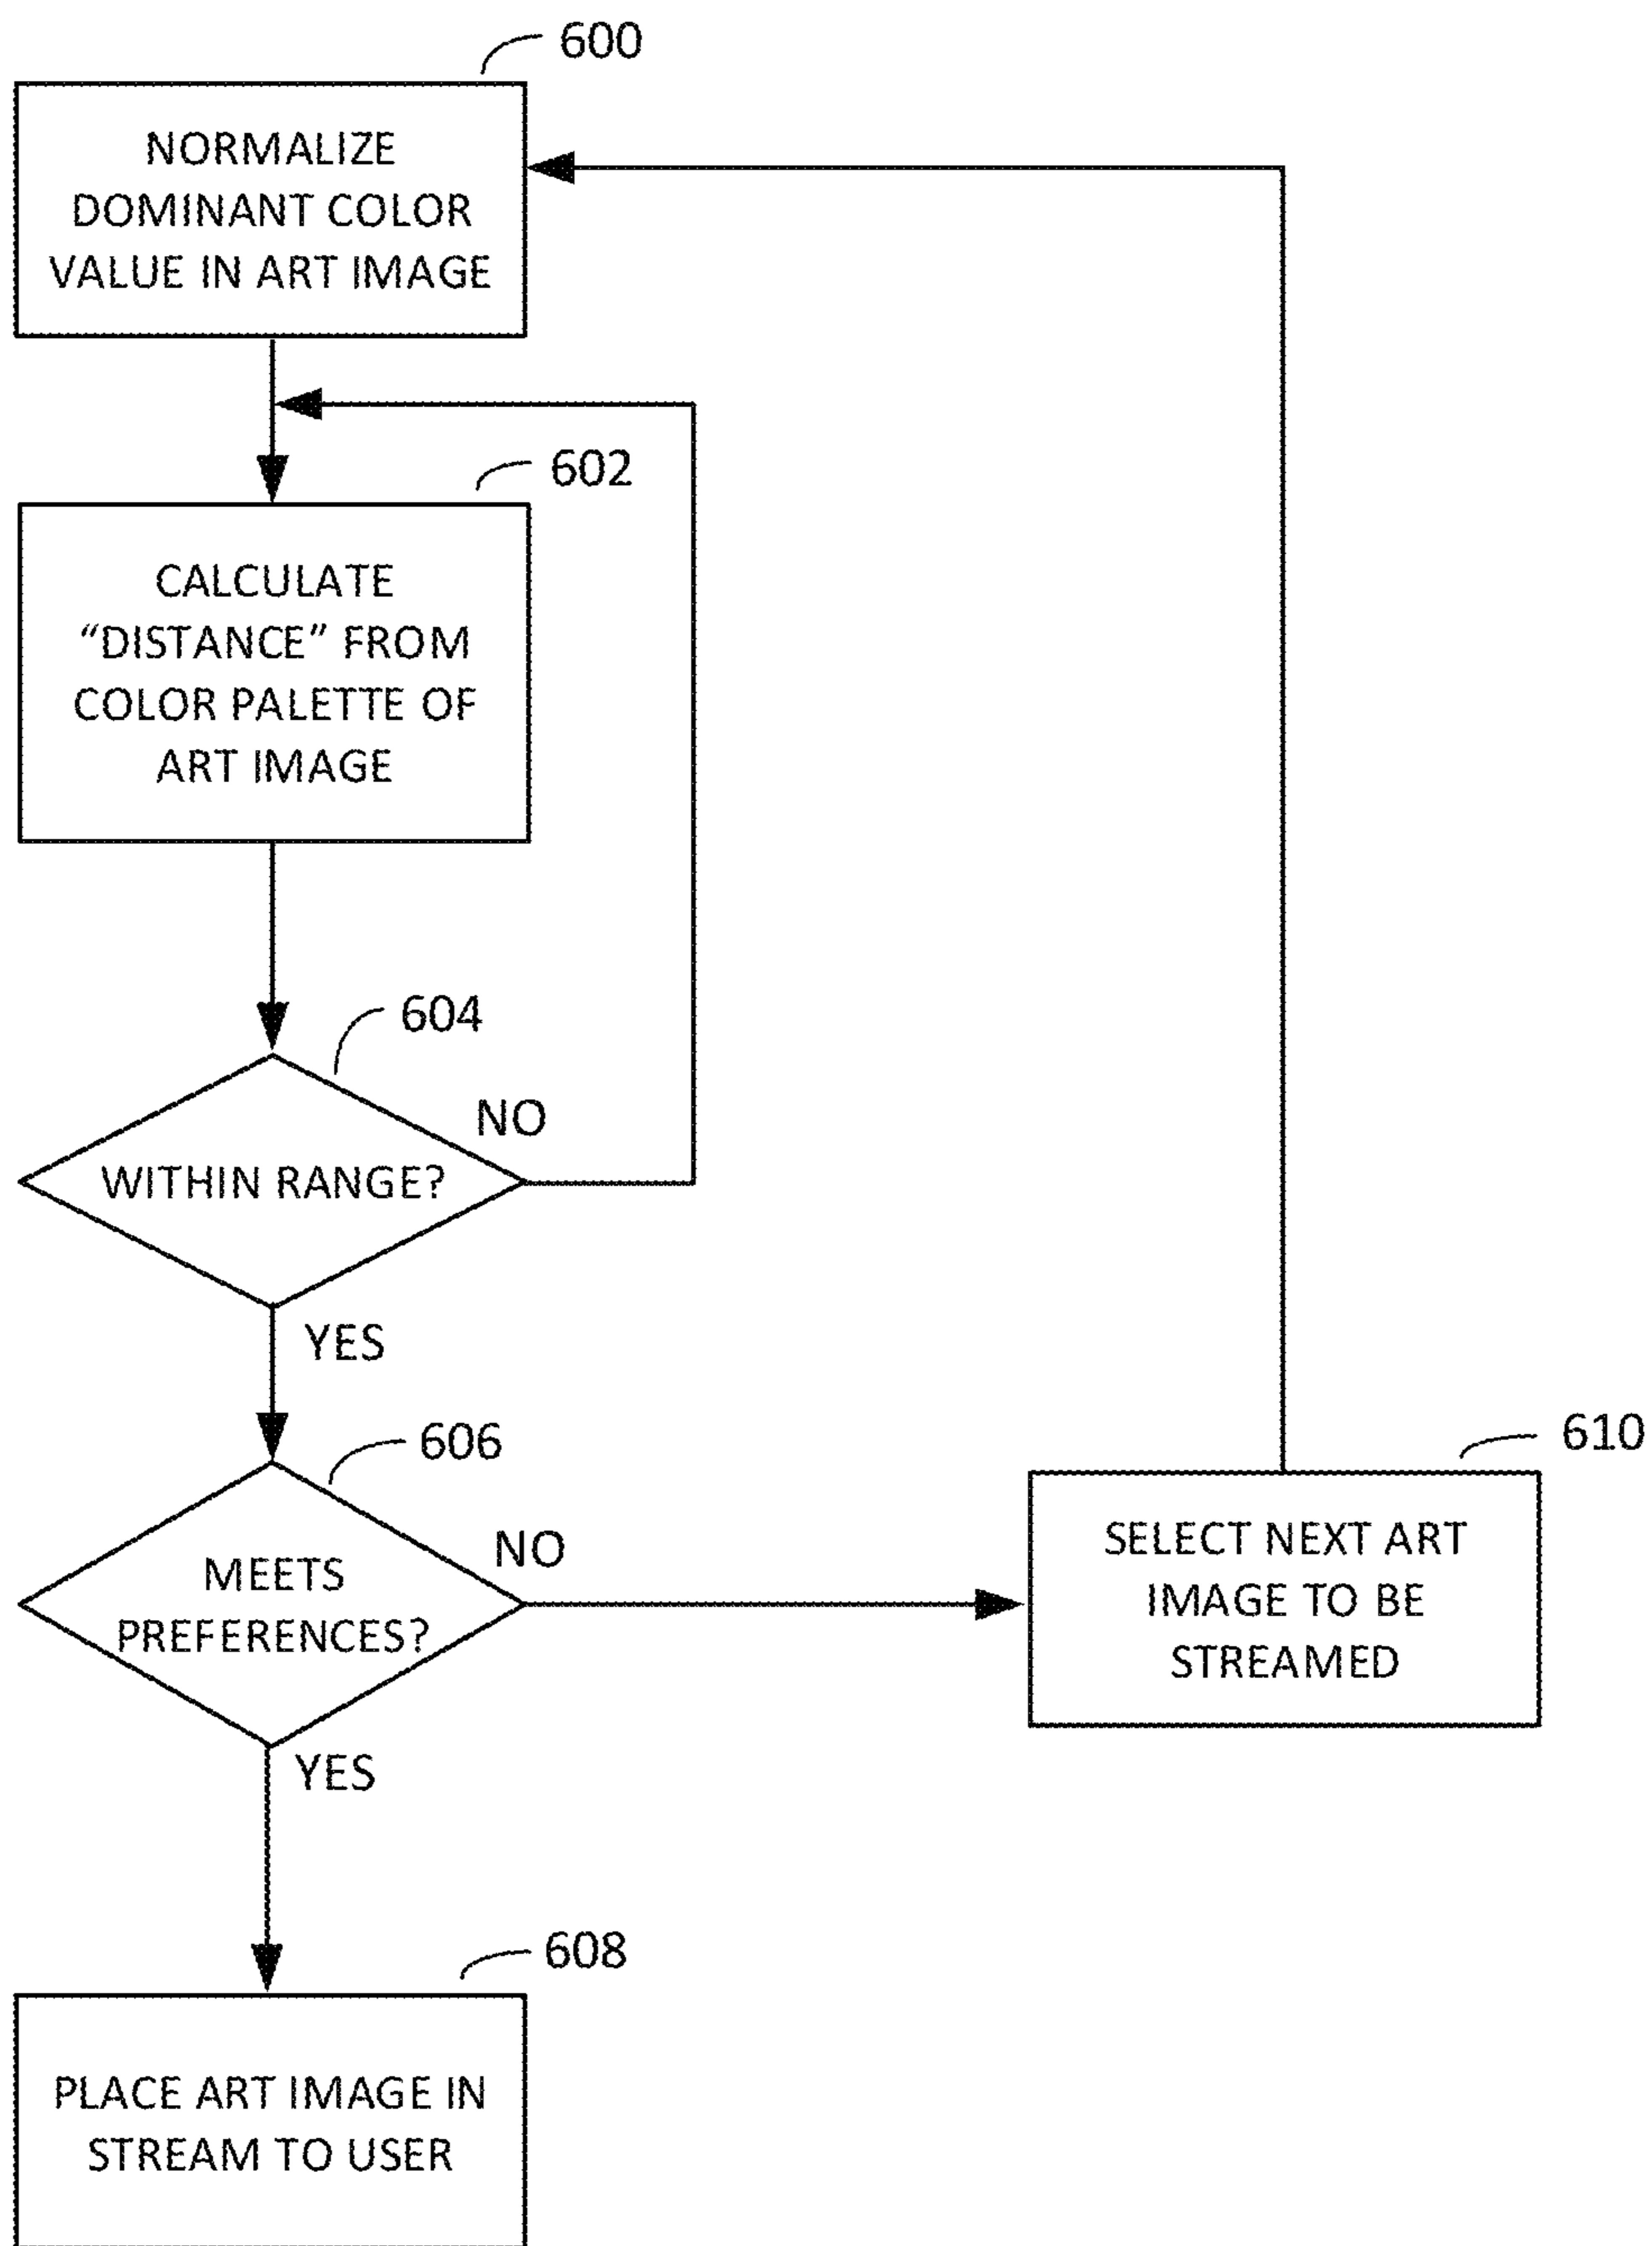 600
NORMALIZE
DOMINANT COLOR
VALUE IN ART IMAGE
602
CALCULATE
“DISTANCE” FROM
COLOR PALETTE OF
ART IMAGE
604
NO
WITHIN RANGE?
YES
606
NO
MEETS
PREFERENCES?
YES
610
SELECT NEXT ART
IMAGE TO BE
STREAMED
608
PLACE ART IMAGE IN
STREAM TO USER